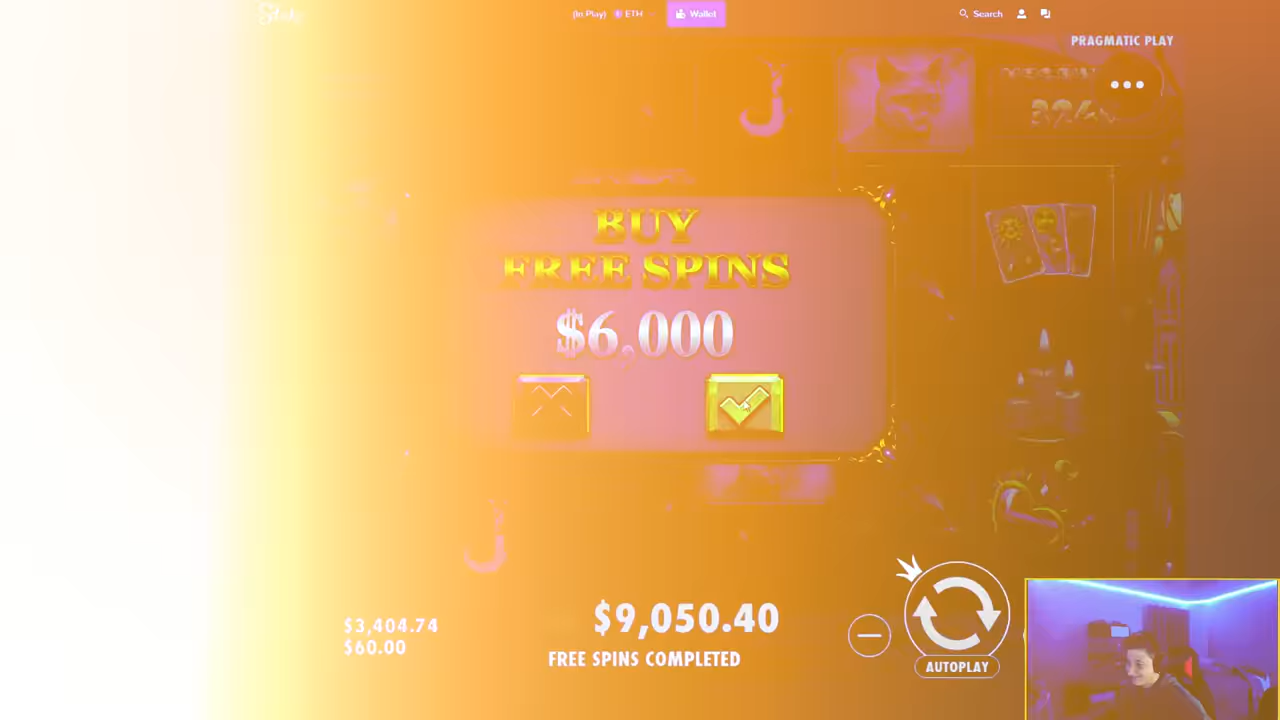 Stake
(In Play) ETH
Wallet
Search
PRAGMATIC PLAY
J
BUY
FREE SPINS
$6,000
J
$3,404.74
$60.00
$9,050.40
FREE SPINS COMPLETED
AUTOPLAY